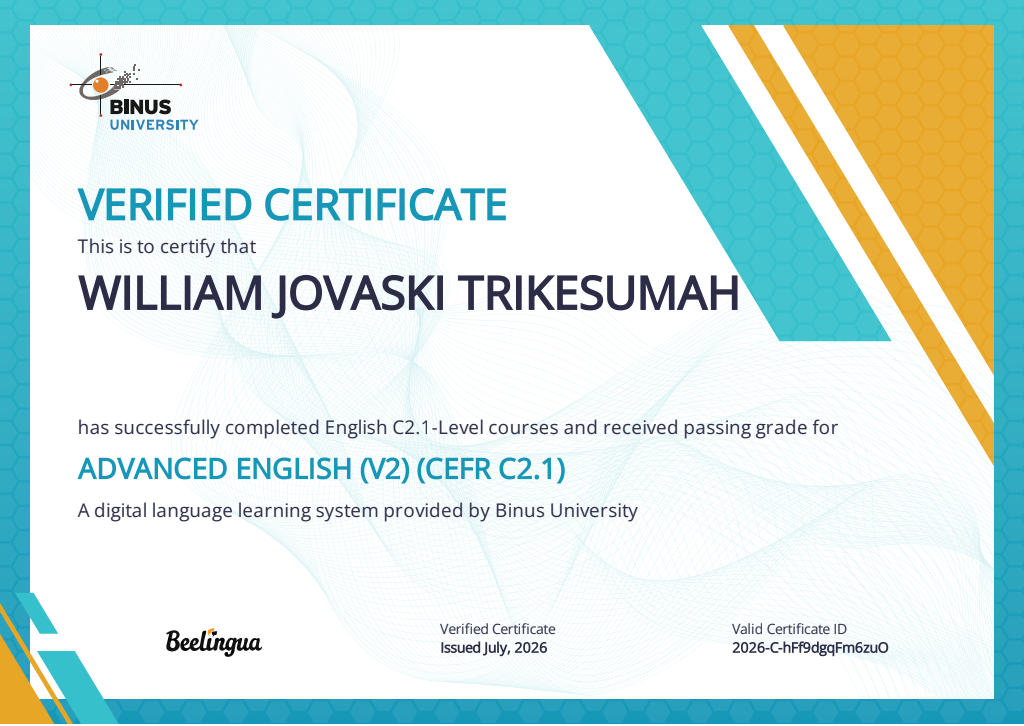 BINUS
UNIVERSITY
VERIFIED CERTIFICATE
This is to certify that
WILLIAM JOVASKI TRIKESUMAH
has successfully completed English C2.1-Level courses and received passing grade for
ADVANCED ENGLISH (V2) (CEFR C2.1)
A digital language learning system provided by Binus University
Beelingua
Verified Certificate
Issued July, 2026
Valid Certificate ID
2026-C-hFf9dgqFm6zuO